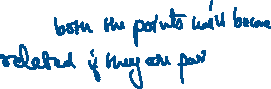 both the points will become
related if they are pair